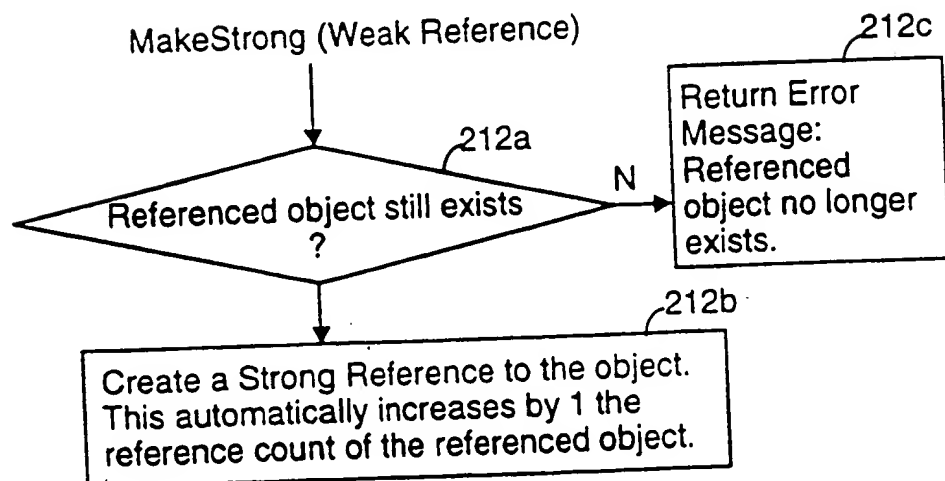 MakeStrong (Weak Reference)
212c
Return Error
Message:
Referenced
object no longer
exists.
212a
N
Referenced object still exists
?
212b
Create a Strong Reference to the object.
This automatically increases by 1 the
reference count of the referenced object.